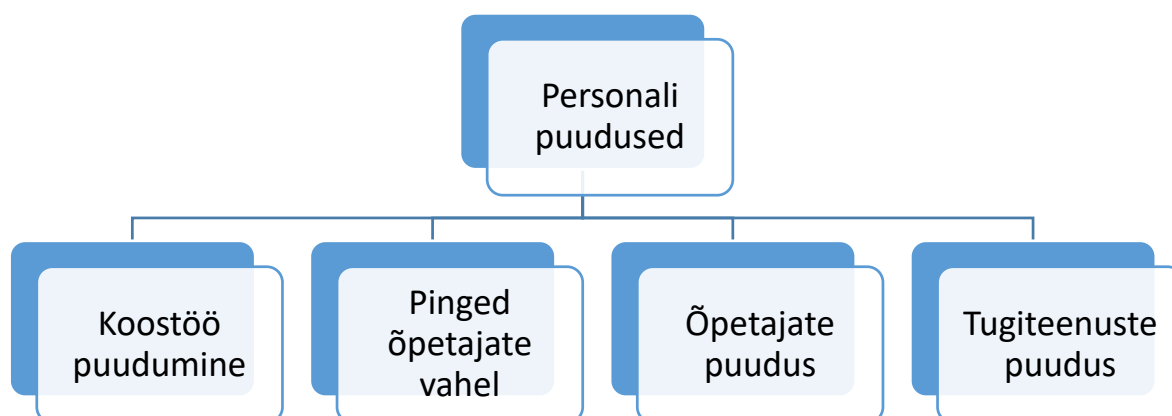 Personali
puudused
Koostöö
puudumine
Pinged
õpetajate
vahel
Õpetajate
puudus
Tugiteenuste
puudus